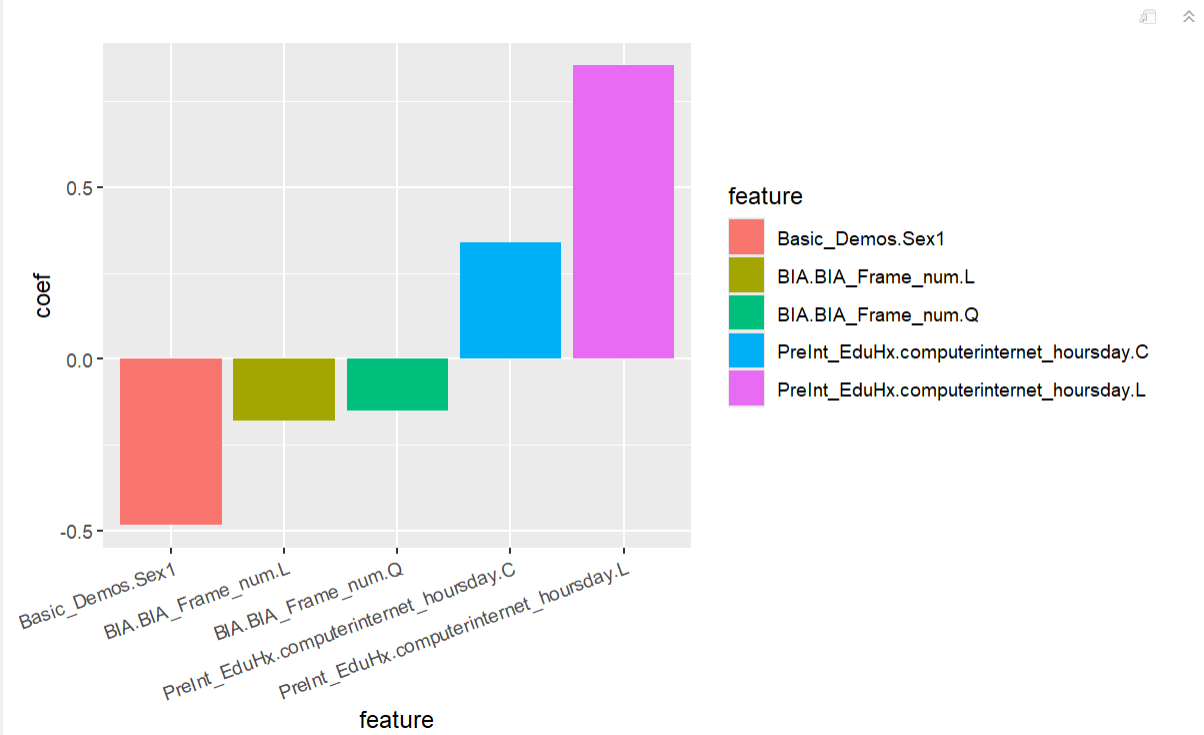 coef
0.5
0.0
-0.5
Basic_Demos.Sex1
BIA.BIA_Frame_num.L
BIA.BIA_Frame_num.Q
PreInt_EduHx.computerinternet_hoursday.C
PreInt_EduHx.computerinternet_hoursday.L
feature
feature
Basic_Demos.Sex1
BIA.BIA_Frame_num.L
BIA.BIA_Frame_num.Q
PreInt_EduHx.computerinternet_hoursday.C
PreInt_EduHx.computerinternet_hoursday.L